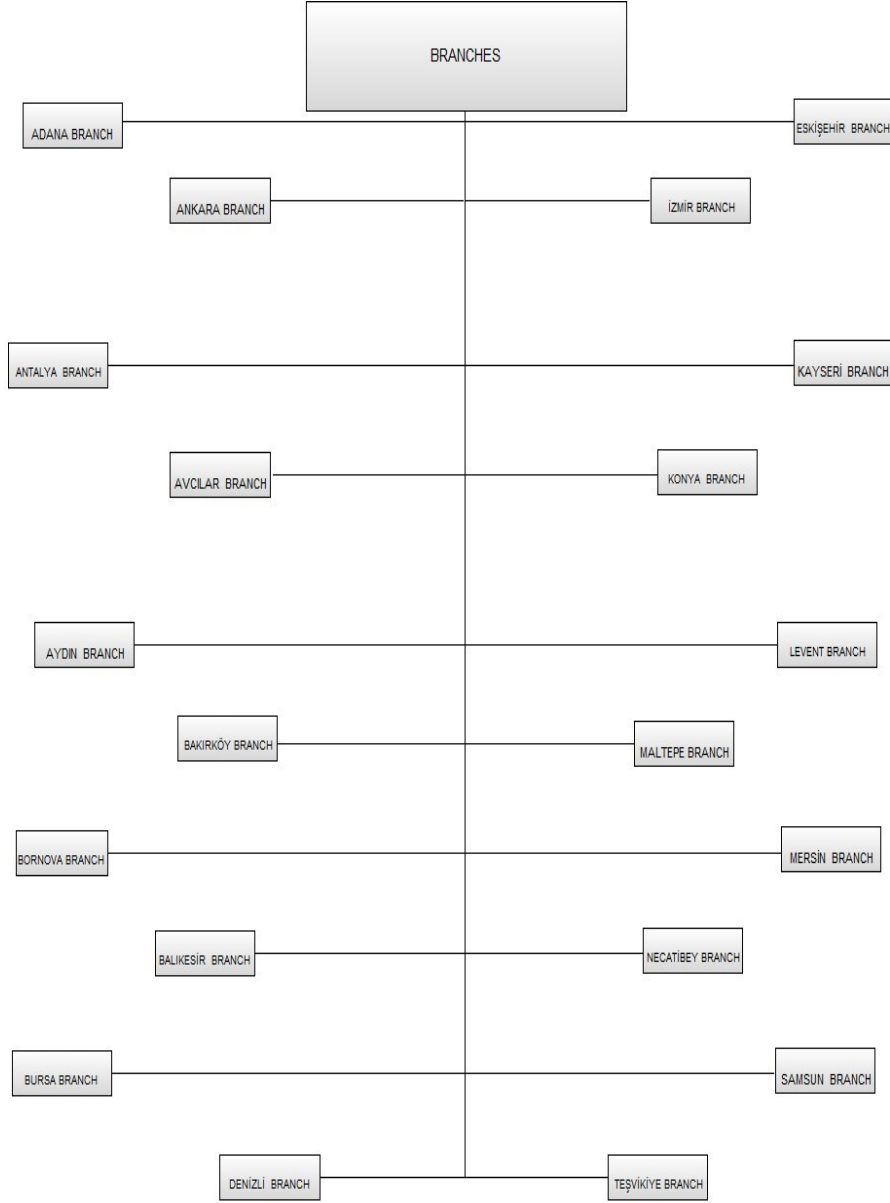 BRANCHES
ADANA BRANCH
ESKİŞEHİR BRANCH
ANKARA BRANCH
İZMİR BRANCH
ANTALYA BRANCH
KAYSERİ BRANCH
AVCILAR BRANCH
KONYA BRANCH
AYDIN BRANCH
LEVENT BRANCH
BAKIRKÖY BRANCH
MALTEPE BRANCH
BORNOVA BRANCH
MERSİN BRANCH
BALIKESİR BRANCH
NECATİBEY BRANCH
BURSA BRANCH
SAMSUN BRANCH
DENİZLİ BRANCH
TEŞVİKİYE BRANCH